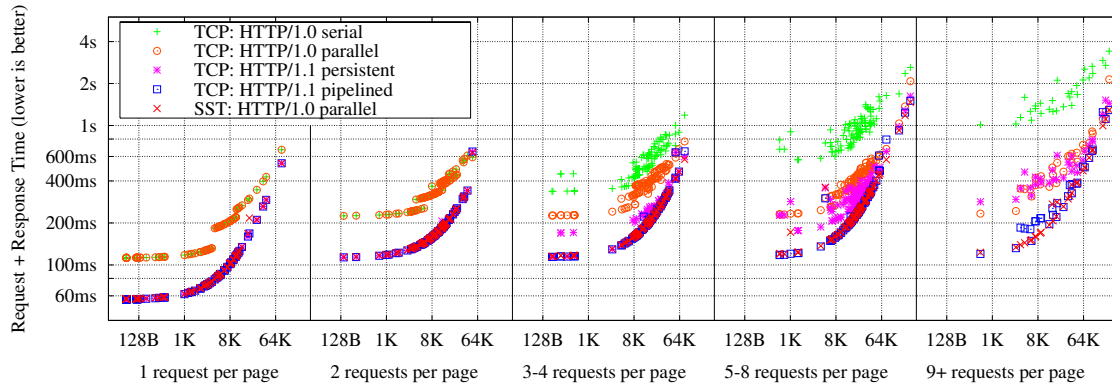 Request + Response Time (lower is better)
4s
2s
1s
600ms
400ms
200ms
100ms
60ms
TCP: HTTP/1.0 serial
TCP: HTTP/1.0 parallel
TCP: HTTP/1.1 persistent
TCP: HTTP/1.1 pipelined
SST: HTTP/1.0 parallel
128B 1K 8K 64K 128B 1K 8K 64K 128B 1K 8K 64K 128B 1K 8K 64K 128B 1K 8K 64K
1 request per page 2 requests per page 3-4 requests per page 5-8 requests per page 9+ requests per page